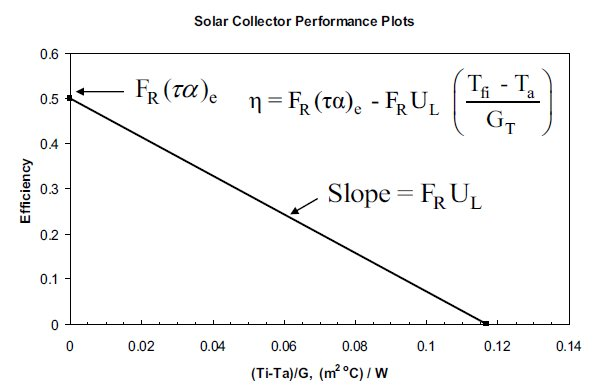 Solar Collector Performance Plots
0.6
0.5
0.4
0.3
0.2
0.1
0
Efficiency
F_R (τα)_e
η = F_R (τα)_e - F_R U_L ( (T_fi - T_a) / G_T )
Slope = F_R U_L
0 0.02 0.04 0.06 0.08 0.1 0.12 0.14
(Ti-Ta)/G, (m² °C) / W